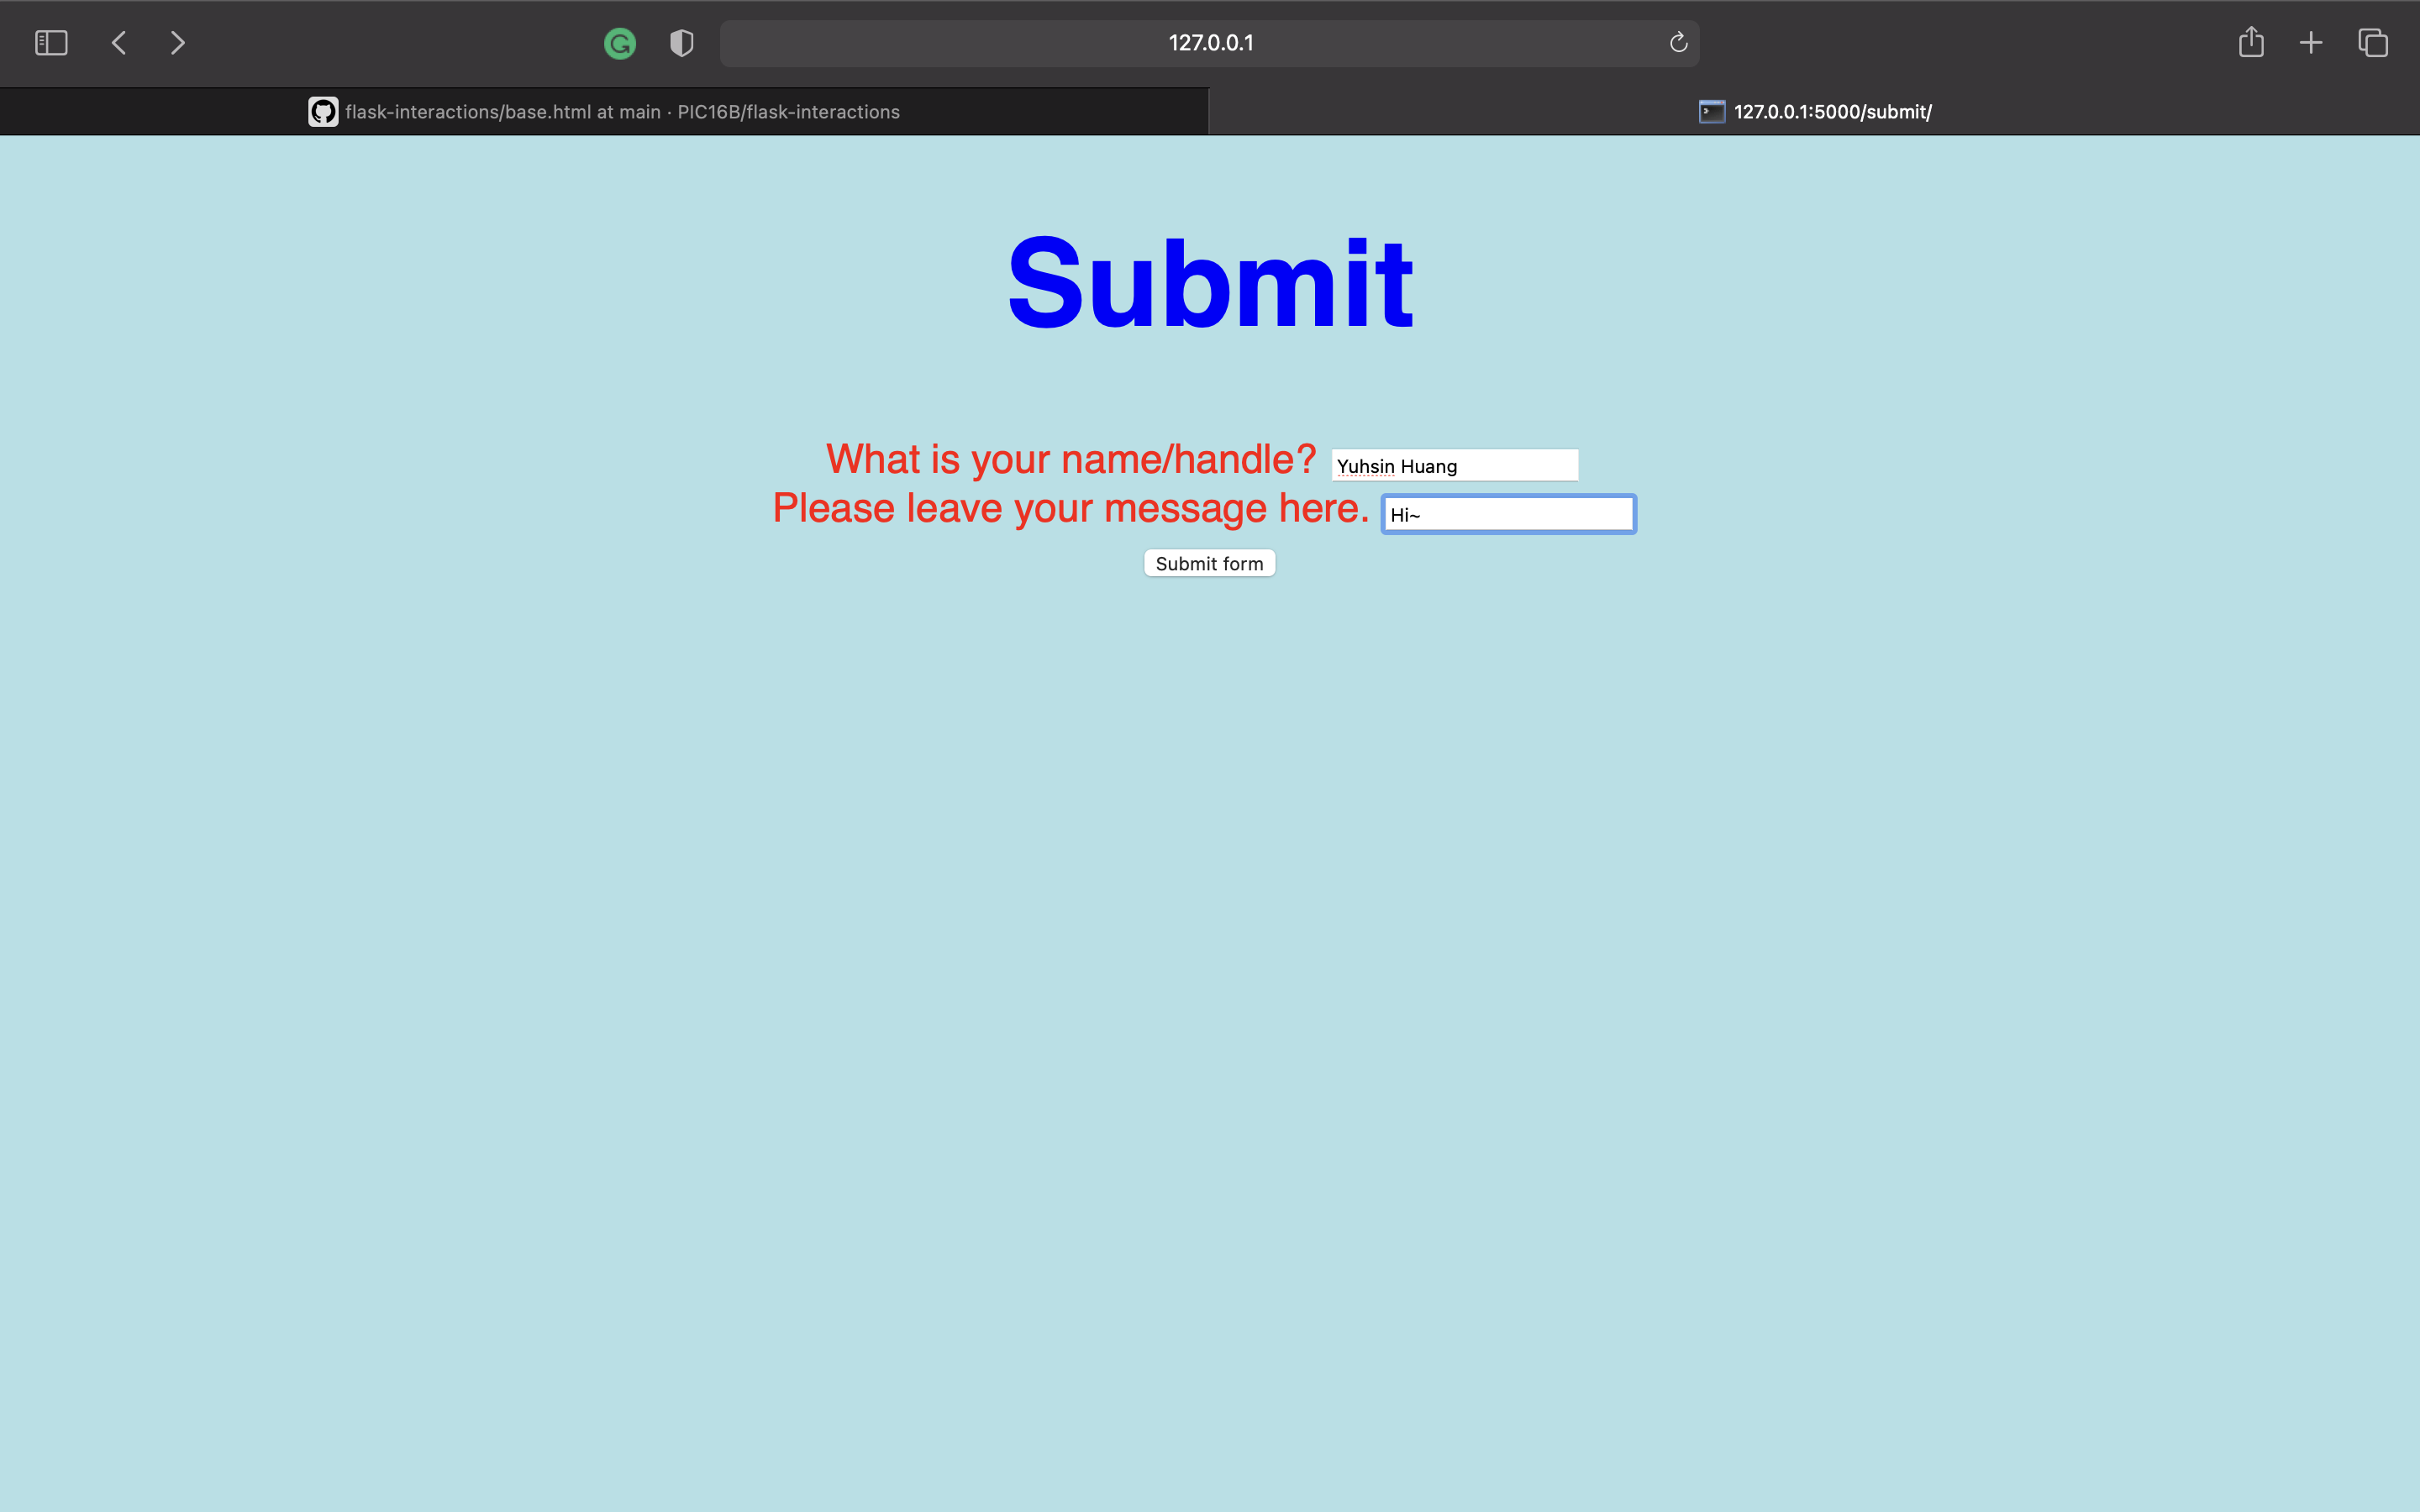 127.0.0.1
flask-interactions/base.html at main · PIC16B/flask-interactions
127.0.0.1:5000/submit/
Submit
What is your name/handle? Yuhsin Huang
Please leave your message here. Hi~
Submit form